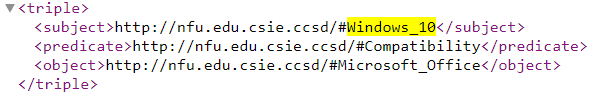 <triple>
<subject>http://nfu.edu.csie.ccsd/#Windows_10</subject>
<predicate>http://nfu.edu.csie.ccsd/#Compatibility</predicate>
<object>http://nfu.edu.csie.ccsd/#Microsoft_Office</object>
</triple>